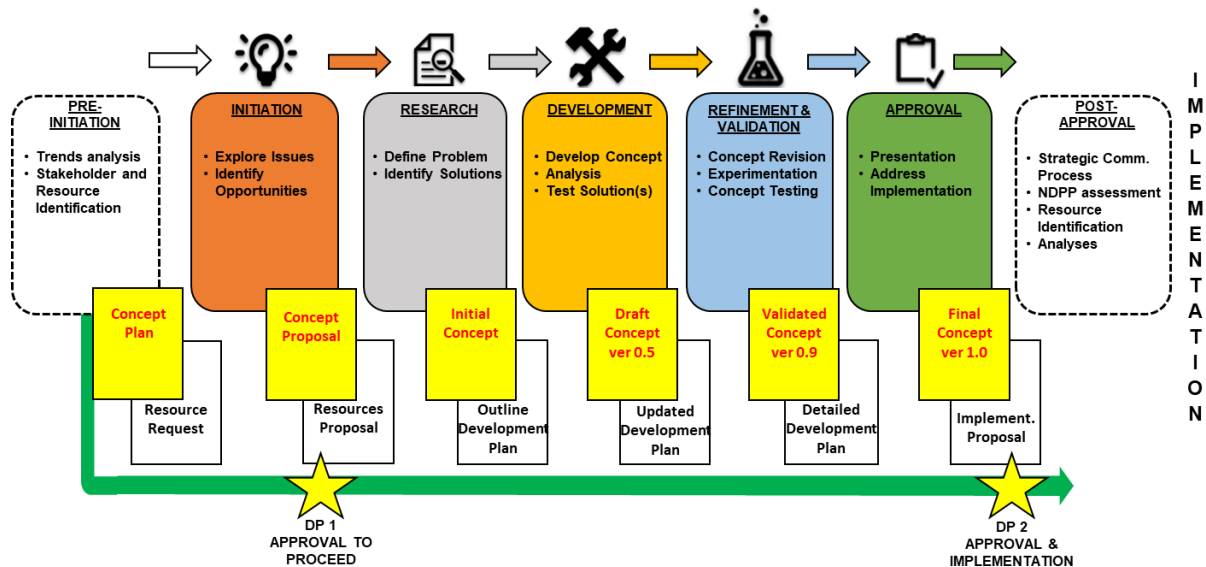 PRE-
INITIATION
• Trends analysis
• Stakeholder and
Resource
Identification
INITIATION
• Explore Issues
• Identify
Opportunities
RESEARCH
• Define Problem
• Identify Solutions
DEVELOPMENT
• Develop Concept
• Analysis
• Test Solution(s)
REFINEMENT &
VALIDATION
• Concept Revision
• Experimentation
• Concept Testing
APPROVAL
• Presentation
• Address
Implementation
POST-
APPROVAL
• Strategic Comm.
Process
• NDPP assessment
• Resource
Identification
• Analyses
IMPLEMENTATION
Concept
Plan
Resource
Request
Concept
Proposal
Resources
Proposal
Initial
Concept
Outline
Development
Plan
Draft
Concept
ver 0.5
Updated
Development
Plan
Validated
Concept
ver 0.9
Detailed
Development
Plan
Final
Concept
ver 1.0
Implement.
Proposal
DP 1
APPROVAL TO
PROCEED
DP 2
APPROVAL &
IMPLEMENTATION